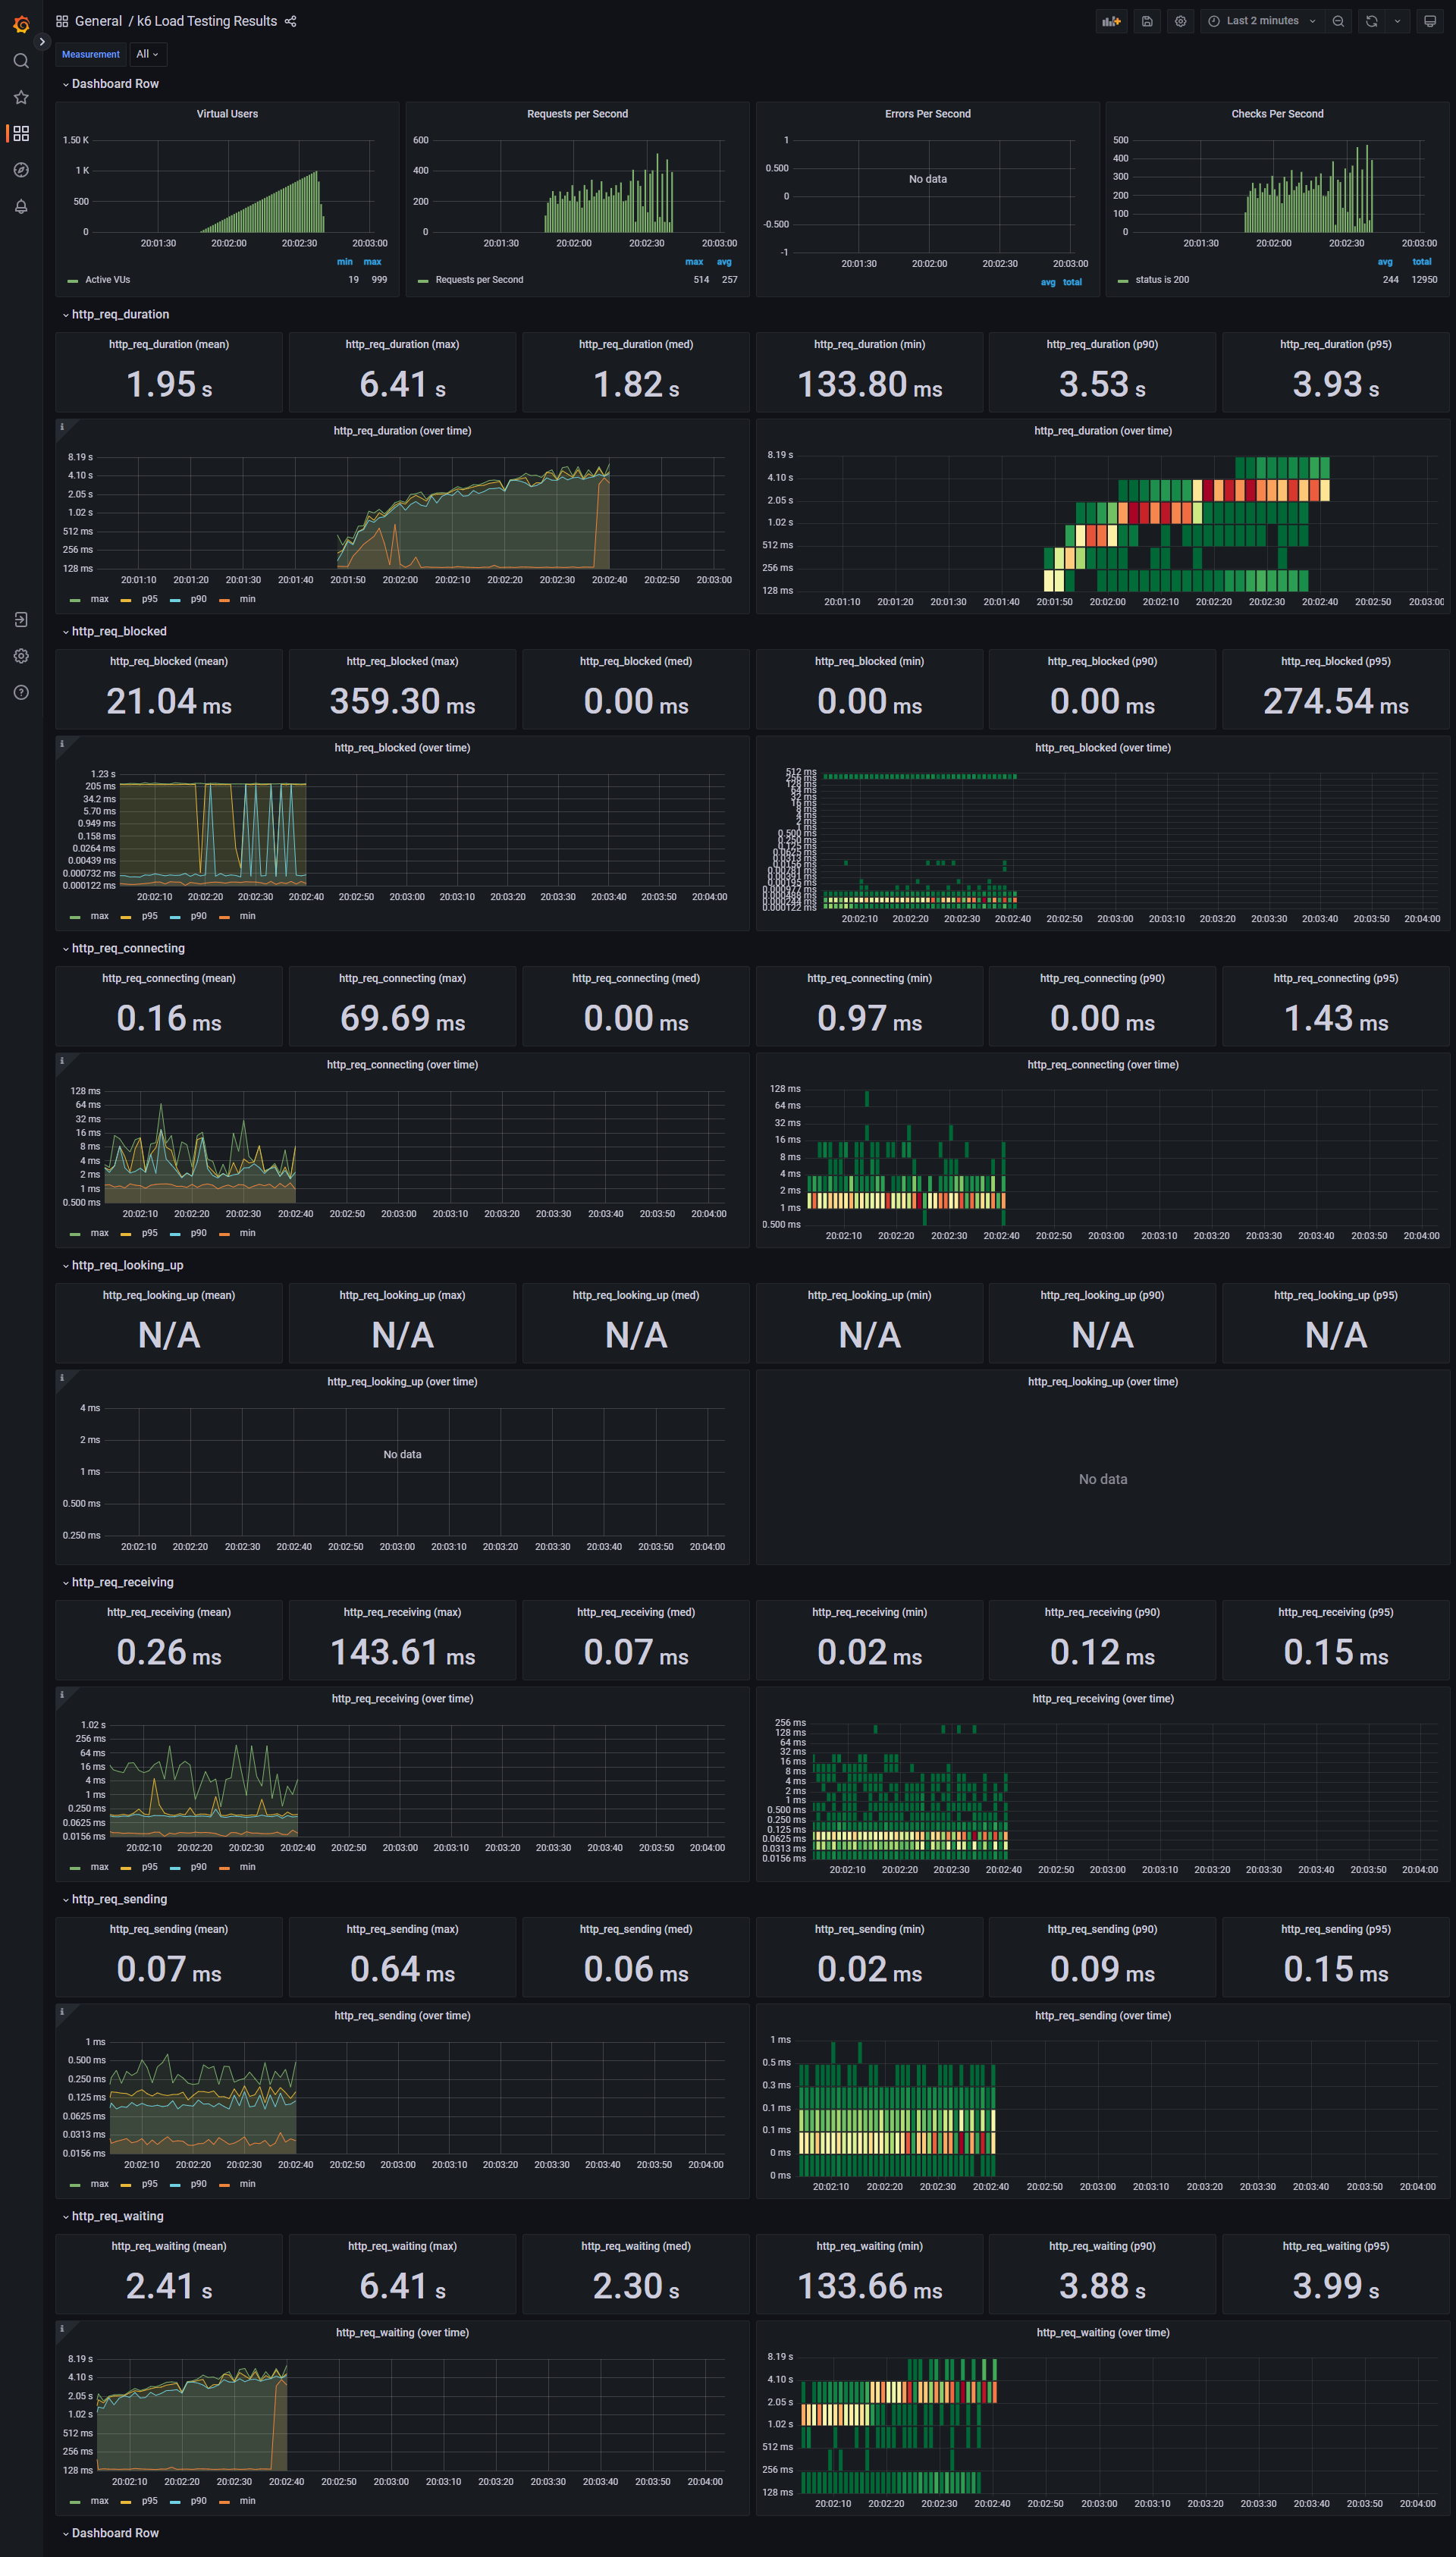 General / k6 Load Testing Results
Last 2 minutes
Measurement All
Dashboard Row
Virtual Users
1.50 K
1 K
500
0
20:01:30 20:02:00 20:02:30 20:03:00
min max
Active VUs 19 999
Requests per Second
600
400
200
0
20:01:30 20:02:00 20:02:30 20:03:00
max avg
Requests per Second 514 257
Errors Per Second
1
0.500
0
-0.500
-1
No data
20:01:30 20:02:00 20:02:30 20:03:00
avg total
Checks Per Second
500
400
300
200
100
0
20:01:30 20:02:00 20:02:30 20:03:00
avg total
status is 200 244 12950
http_req_duration
http_req_duration (mean)
1.95 s
http_req_duration (max)
6.41 s
http_req_duration (med)
1.82 s
http_req_duration (min)
133.80 ms
http_req_duration (p90)
3.53 s
http_req_duration (p95)
3.93 s
http_req_duration (over time)
8.19 s
4.10 s
2.05 s
1.02 s
512 ms
256 ms
128 ms
20:01:10 20:01:20 20:01:30 20:01:40 20:01:50 20:02:00 20:02:10 20:02:20 20:02:30 20:02:40 20:02:50 20:03:00
max p95 p90 min
http_req_duration (over time)
8.19 s
4.10 s
2.05 s
1.02 s
512 ms
256 ms
128 ms
20:01:10 20:01:20 20:01:30 20:01:40 20:01:50 20:02:00 20:02:10 20:02:20 20:02:30 20:02:40 20:02:50 20:03:00
http_req_blocked
http_req_blocked (mean)
21.04 ms
http_req_blocked (max)
359.30 ms
http_req_blocked (med)
0.00 ms
http_req_blocked (min)
0.00 ms
http_req_blocked (p90)
0.00 ms
http_req_blocked (p95)
274.54 ms
http_req_blocked (over time)
1.23 s
205 ms
34.2 ms
5.70 ms
0.949 ms
0.158 ms
0.0264 ms
0.00439 ms
0.000732 ms
0.000122 ms
20:02:10 20:02:20 20:02:30 20:02:40 20:02:50 20:03:00 20:03:10 20:03:20 20:03:30 20:03:40 20:03:50 20:04:00
max p95 p90 min
http_req_blocked (over time)
512 ms
0.000122 ms
20:02:10 20:02:20 20:02:30 20:02:40 20:02:50 20:03:00 20:03:10 20:03:20 20:03:30 20:03:40 20:03:50 20:04:00
http_req_connecting
http_req_connecting (mean)
0.16 ms
http_req_connecting (max)
69.69 ms
http_req_connecting (med)
0.00 ms
http_req_connecting (min)
0.97 ms
http_req_connecting (p90)
0.00 ms
http_req_connecting (p95)
1.43 ms
http_req_connecting (over time)
128 ms
64 ms
32 ms
16 ms
8 ms
4 ms
2 ms
1 ms
0.500 ms
20:02:10 20:02:20 20:02:30 20:02:40 20:02:50 20:03:00 20:03:10 20:03:20 20:03:30 20:03:40 20:03:50 20:04:00
max p95 p90 min
http_req_connecting (over time)
128 ms
64 ms
32 ms
16 ms
8 ms
4 ms
2 ms
1 ms
0.500 ms
20:02:10 20:02:20 20:02:30 20:02:40 20:02:50 20:03:00 20:03:10 20:03:20 20:03:30 20:03:40 20:03:50 20:04:00
http_req_looking_up
http_req_looking_up (mean)
N/A
http_req_looking_up (max)
N/A
http_req_looking_up (med)
N/A
http_req_looking_up (min)
N/A
http_req_looking_up (p90)
N/A
http_req_looking_up (p95)
N/A
http_req_looking_up (over time)
4 ms
2 ms
1 ms
0.500 ms
0.250 ms
No data
20:02:10 20:02:20 20:02:30 20:02:40 20:02:50 20:03:00 20:03:10 20:03:20 20:03:30 20:03:40 20:03:50 20:04:00
http_req_looking_up (over time)
No data
http_req_receiving
http_req_receiving (mean)
0.26 ms
http_req_receiving (max)
143.61 ms
http_req_receiving (med)
0.07 ms
http_req_receiving (min)
0.02 ms
http_req_receiving (p90)
0.12 ms
http_req_receiving (p95)
0.15 ms
http_req_receiving (over time)
1.02 s
256 ms
64 ms
16 ms
4 ms
1 ms
0.250 ms
0.0625 ms
0.0156 ms
20:02:10 20:02:20 20:02:30 20:02:40 20:02:50 20:03:00 20:03:10 20:03:20 20:03:30 20:03:40 20:03:50 20:04:00
max p95 p90 min
http_req_receiving (over time)
256 ms
128 ms
64 ms
32 ms
16 ms
8 ms
4 ms
2 ms
1 ms
0.500 ms
0.250 ms
0.125 ms
0.0625 ms
0.0313 ms
0.0156 ms
20:02:10 20:02:20 20:02:30 20:02:40 20:02:50 20:03:00 20:03:10 20:03:20 20:03:30 20:03:40 20:03:50 20:04:00
http_req_sending
http_req_sending (mean)
0.07 ms
http_req_sending (max)
0.64 ms
http_req_sending (med)
0.06 ms
http_req_sending (min)
0.02 ms
http_req_sending (p90)
0.09 ms
http_req_sending (p95)
0.15 ms
http_req_sending (over time)
1 ms
0.500 ms
0.250 ms
0.125 ms
0.0625 ms
0.0313 ms
0.0156 ms
20:02:10 20:02:20 20:02:30 20:02:40 20:02:50 20:03:00 20:03:10 20:03:20 20:03:30 20:03:40 20:03:50 20:04:00
max p95 p90 min
http_req_sending (over time)
1 ms
0.5 ms
0.3 ms
0.1 ms
0.1 ms
0 ms
0 ms
20:02:10 20:02:20 20:02:30 20:02:40 20:02:50 20:03:00 20:03:10 20:03:20 20:03:30 20:03:40 20:03:50 20:04:00
http_req_waiting
http_req_waiting (mean)
2.41 s
http_req_waiting (max)
6.41 s
http_req_waiting (med)
2.30 s
http_req_waiting (min)
133.66 ms
http_req_waiting (p90)
3.88 s
http_req_waiting (p95)
3.99 s
http_req_waiting (over time)
8.19 s
4.10 s
2.05 s
1.02 s
512 ms
256 ms
128 ms
20:02:10 20:02:20 20:02:30 20:02:40 20:02:50 20:03:00 20:03:10 20:03:20 20:03:30 20:03:40 20:03:50 20:04:00
max p95 p90 min
http_req_waiting (over time)
8.19 s
4.10 s
2.05 s
1.02 s
512 ms
256 ms
128 ms
20:02:10 20:02:20 20:02:30 20:02:40 20:02:50 20:03:00 20:03:10 20:03:20 20:03:30 20:03:40 20:03:50 20:04:00
Dashboard Row